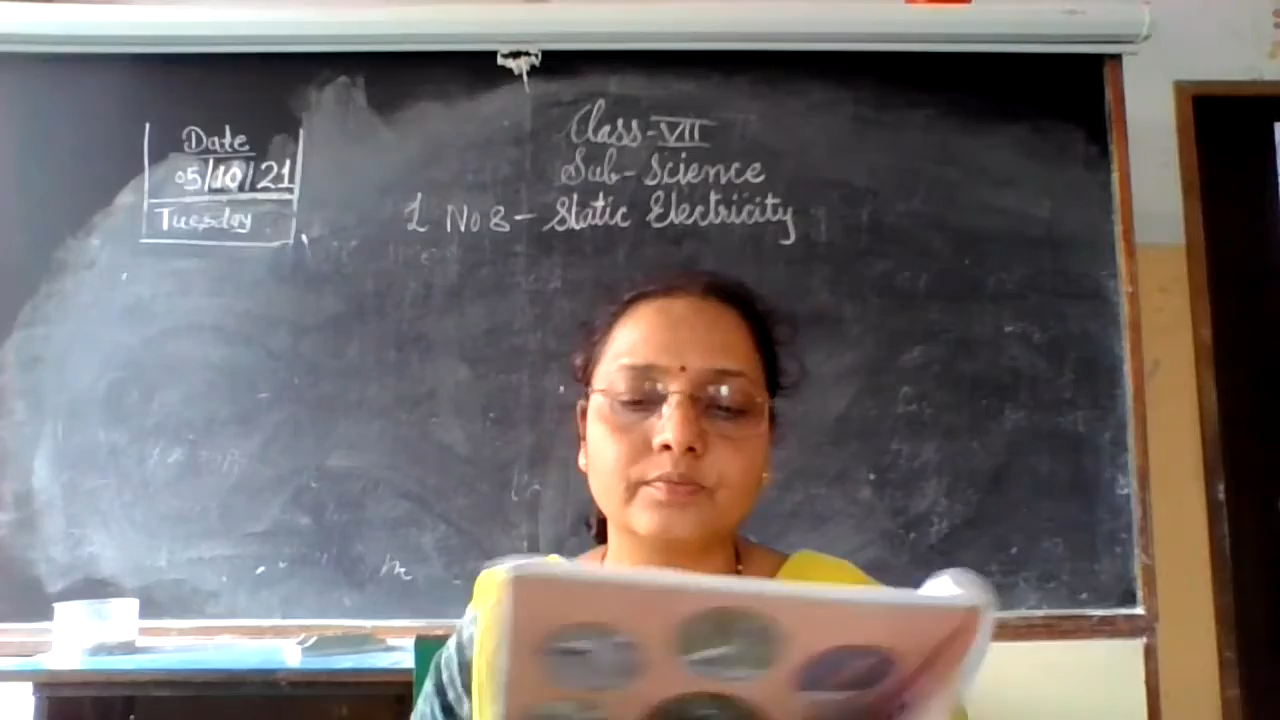 Date
05/10/21
Tuesday
Class-VII
Sub-Science
L No 8 - Static Electricity